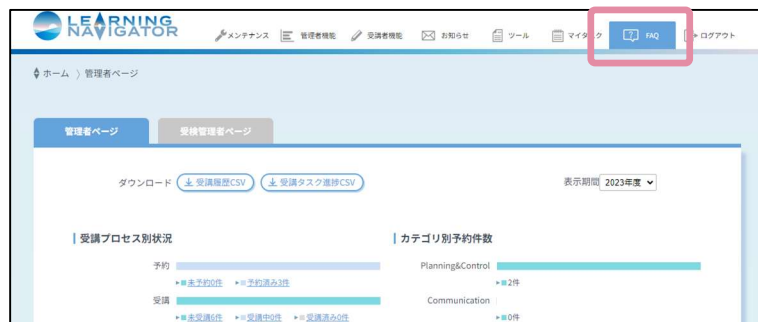 LEARNING
NAVIGATOR
メンテナンス 管理者機能 受講者機能 お知らせ ツール マイタスク FAQ ログアウト
ホーム 〉管理者ページ
管理者ページ 受検管理者ページ
ダウンロード 受講履歴CSV 受講タスク進捗CSV 表示期間 2023年度
受講プロセス別状況 カテゴリ別予約件数
予約 Planning&Control
未予約0件 予約済み3件 2件
受講 Communication
未受講6件 受講中0件 受講済み0件 0件